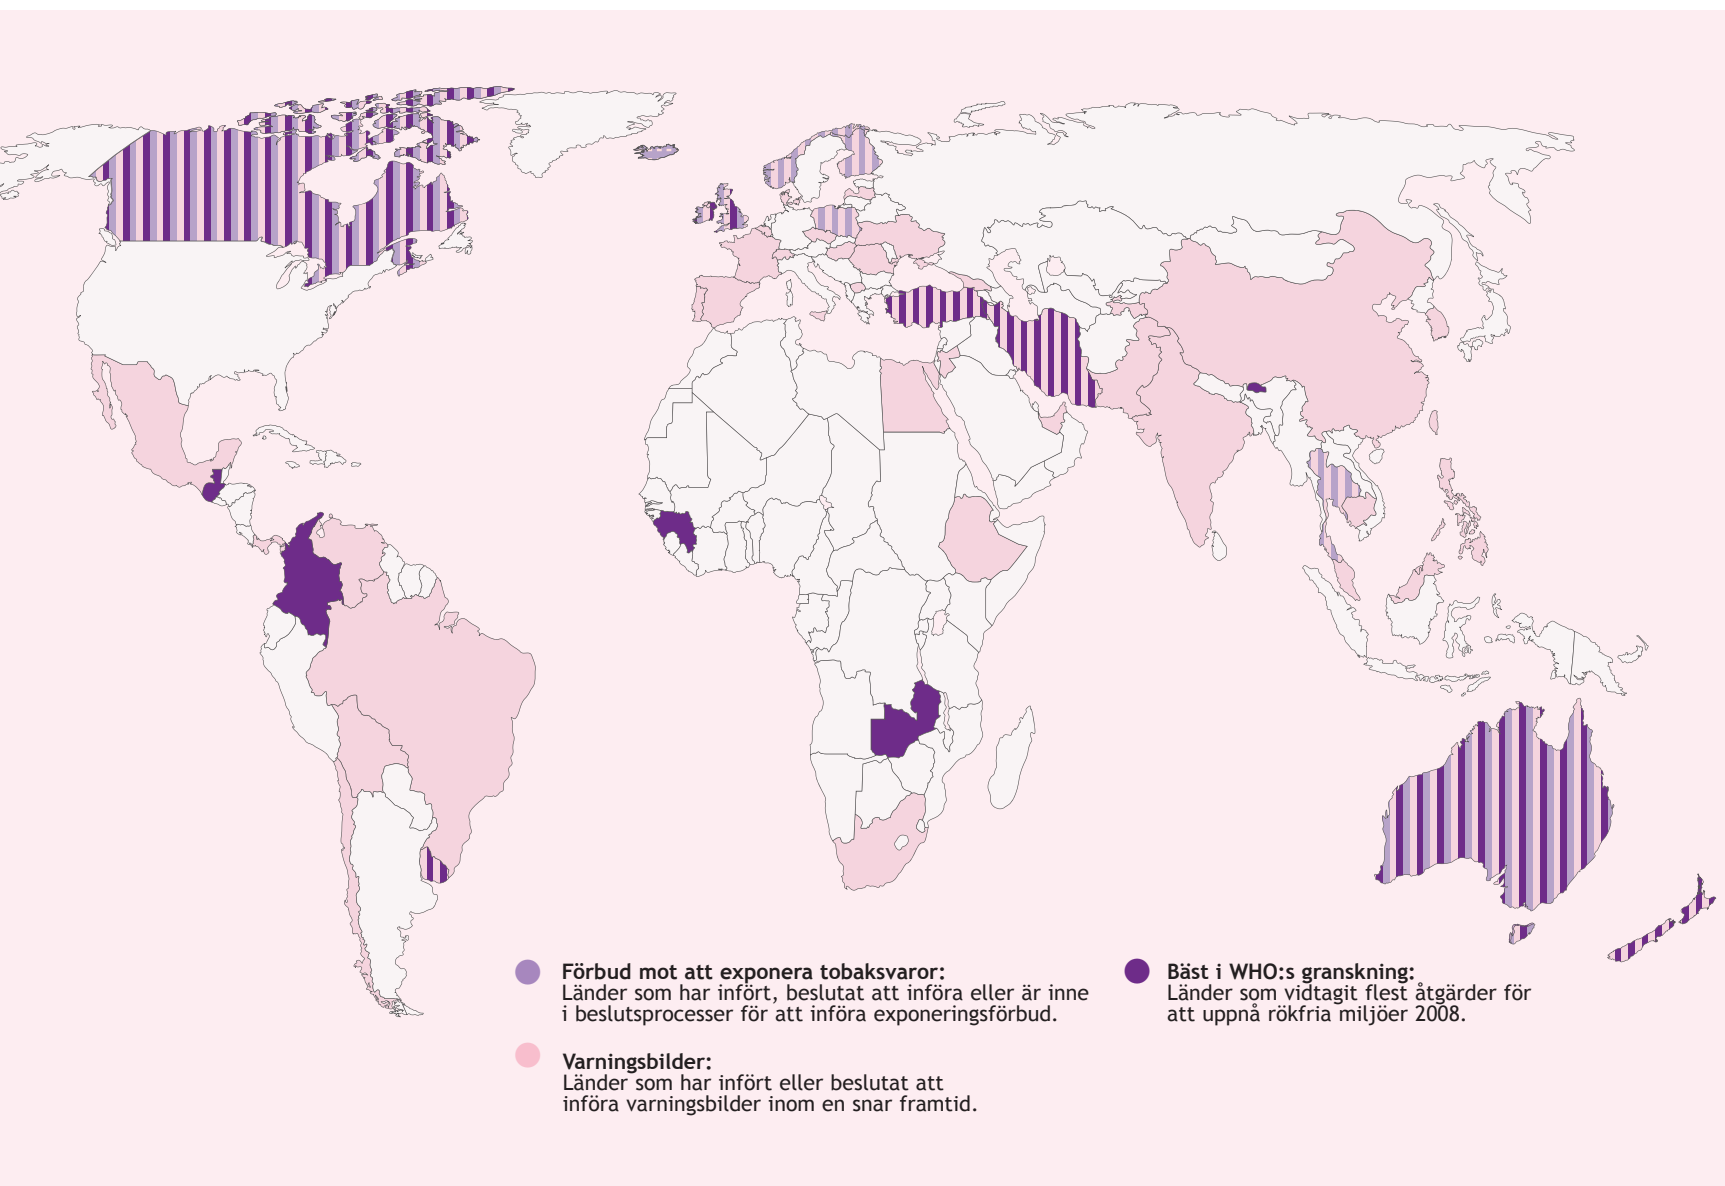 Förbud mot att exponera tobaksvaror:
Länder som har infört, beslutat att införa eller är inne
i beslutsprocesser för att införa exponeringsförbud.
Varningsbilder:
Länder som har infört eller beslutat att
införa varningsbilder inom en snar framtid.
Bäst i WHO:s granskning:
Länder som vidtagit flest åtgärder för
att uppnå rökfria miljöer 2008.